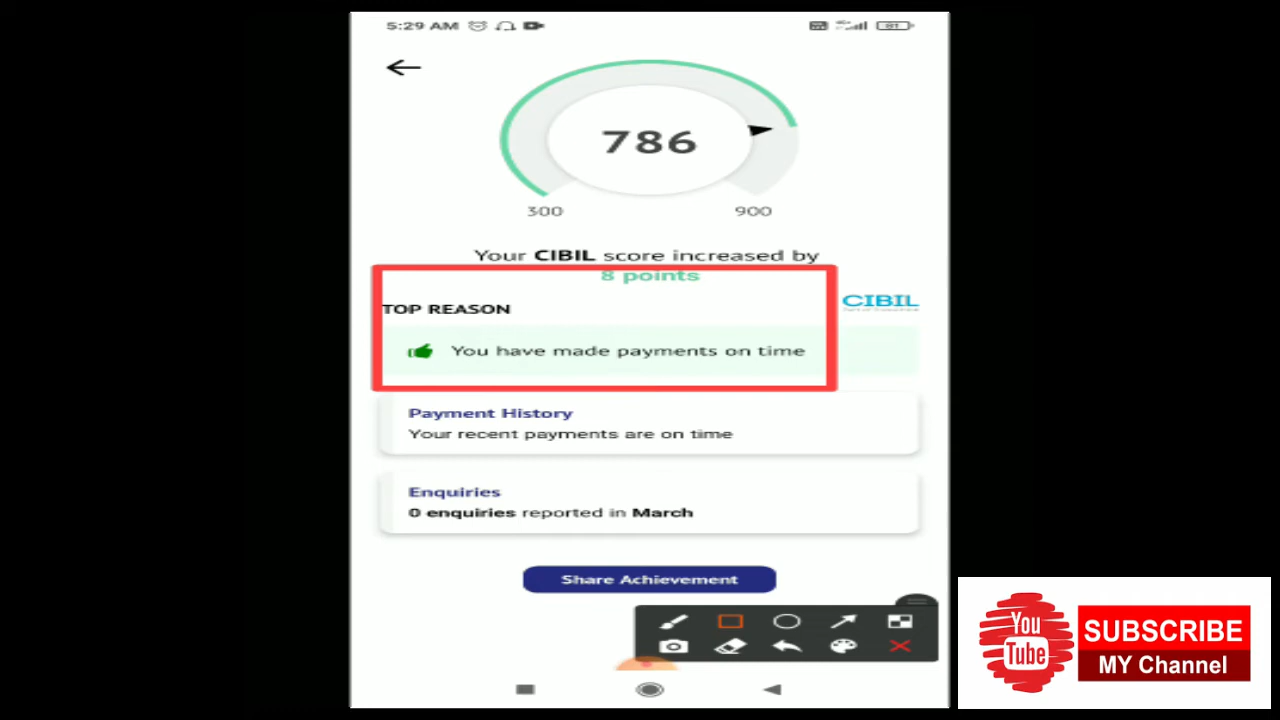 5:29 AM
81
786
300
900
Your CIBIL score increased by
8 points
TOP REASON
CIBIL
You have made payments on time
Payment History
Your recent payments are on time
Enquiries
0 enquiries reported in March
Share Achievement
You
Tube
SUBSCRIBE
MY Channel